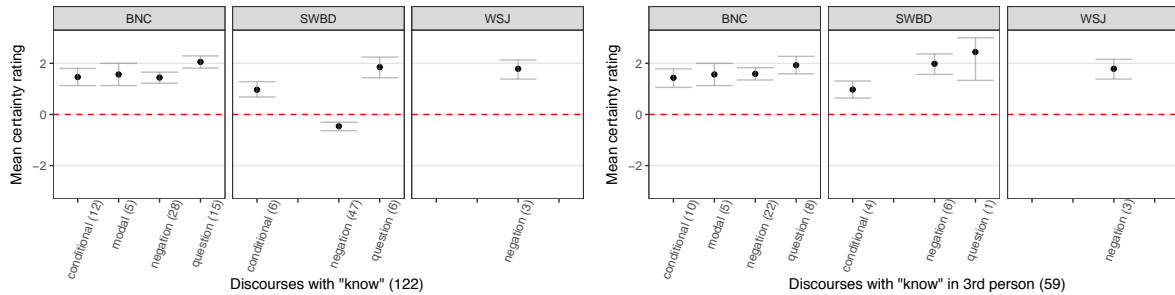 BNC
SWBD
WSJ
Mean certainty rating
2
0
−2
conditional (12)
modal (5)
negation (28)
question (15)
conditional (6)
negation (47)
question (6)
negation (3)
Discourses with "know" (122)
BNC
SWBD
WSJ
Mean certainty rating
2
0
−2
conditional (10)
modal (5)
negation (22)
question (8)
conditional (4)
negation (6)
question (1)
negation (3)
Discourses with "know" in 3rd person (59)